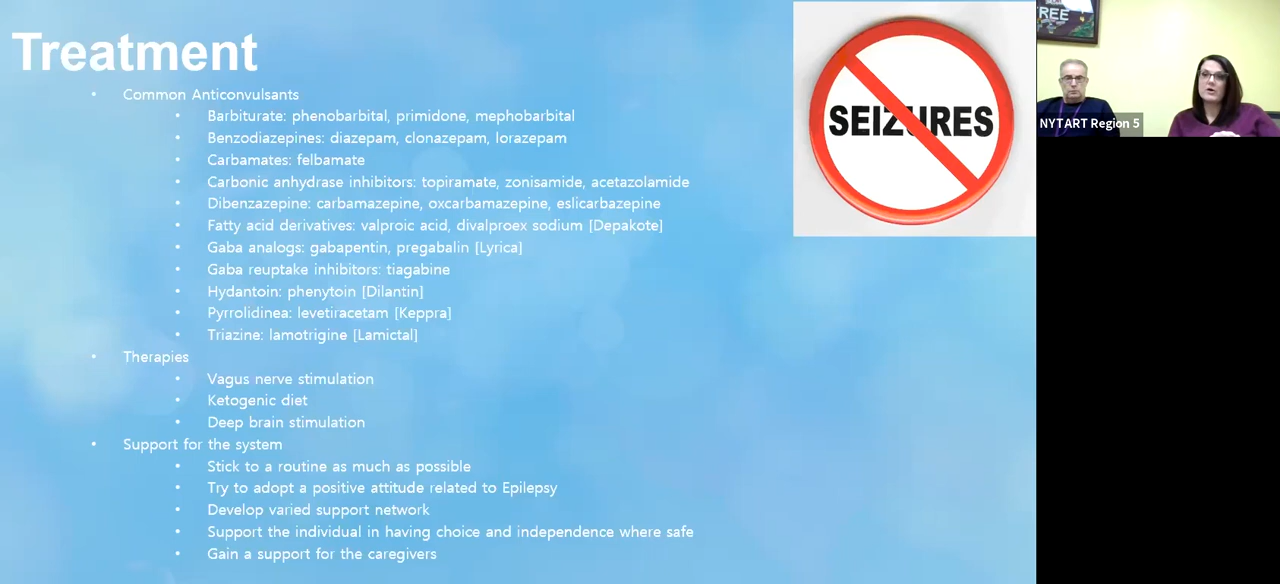 Treatment
• Common Anticonvulsants
• Barbiturate: phenobarbital, primidone, mephobarbital
• Benzodiazepines: diazepam, clonazepam, lorazepam
• Carbamates: felbamate
• Carbonic anhydrase inhibitors: topiramate, zonisamide, acetazolamide
• Dibenzazepine: carbamazepine, oxcarbamazepine, eslicarbazepine
• Fatty acid derivatives: valproic acid, divalproex sodium [Depakote]
• Gaba analogs: gabapentin, pregabalin [Lyrica]
• Gaba reuptake inhibitors: tiagabine
• Hydantoin: phenytoin [Dilantin]
• Pyrrolidinea: levetiracetam [Keppra]
• Triazine: lamotrigine [Lamictal]
• Therapies
• Vagus nerve stimulation
• Ketogenic diet
• Deep brain stimulation
• Support for the system
• Stick to a routine as much as possible
• Try to adopt a positive attitude related to Epilepsy
• Develop varied support network
• Support the individual in having choice and independence where safe
• Gain a support for the caregivers
SEIZURES
REE
NYTART Region 5